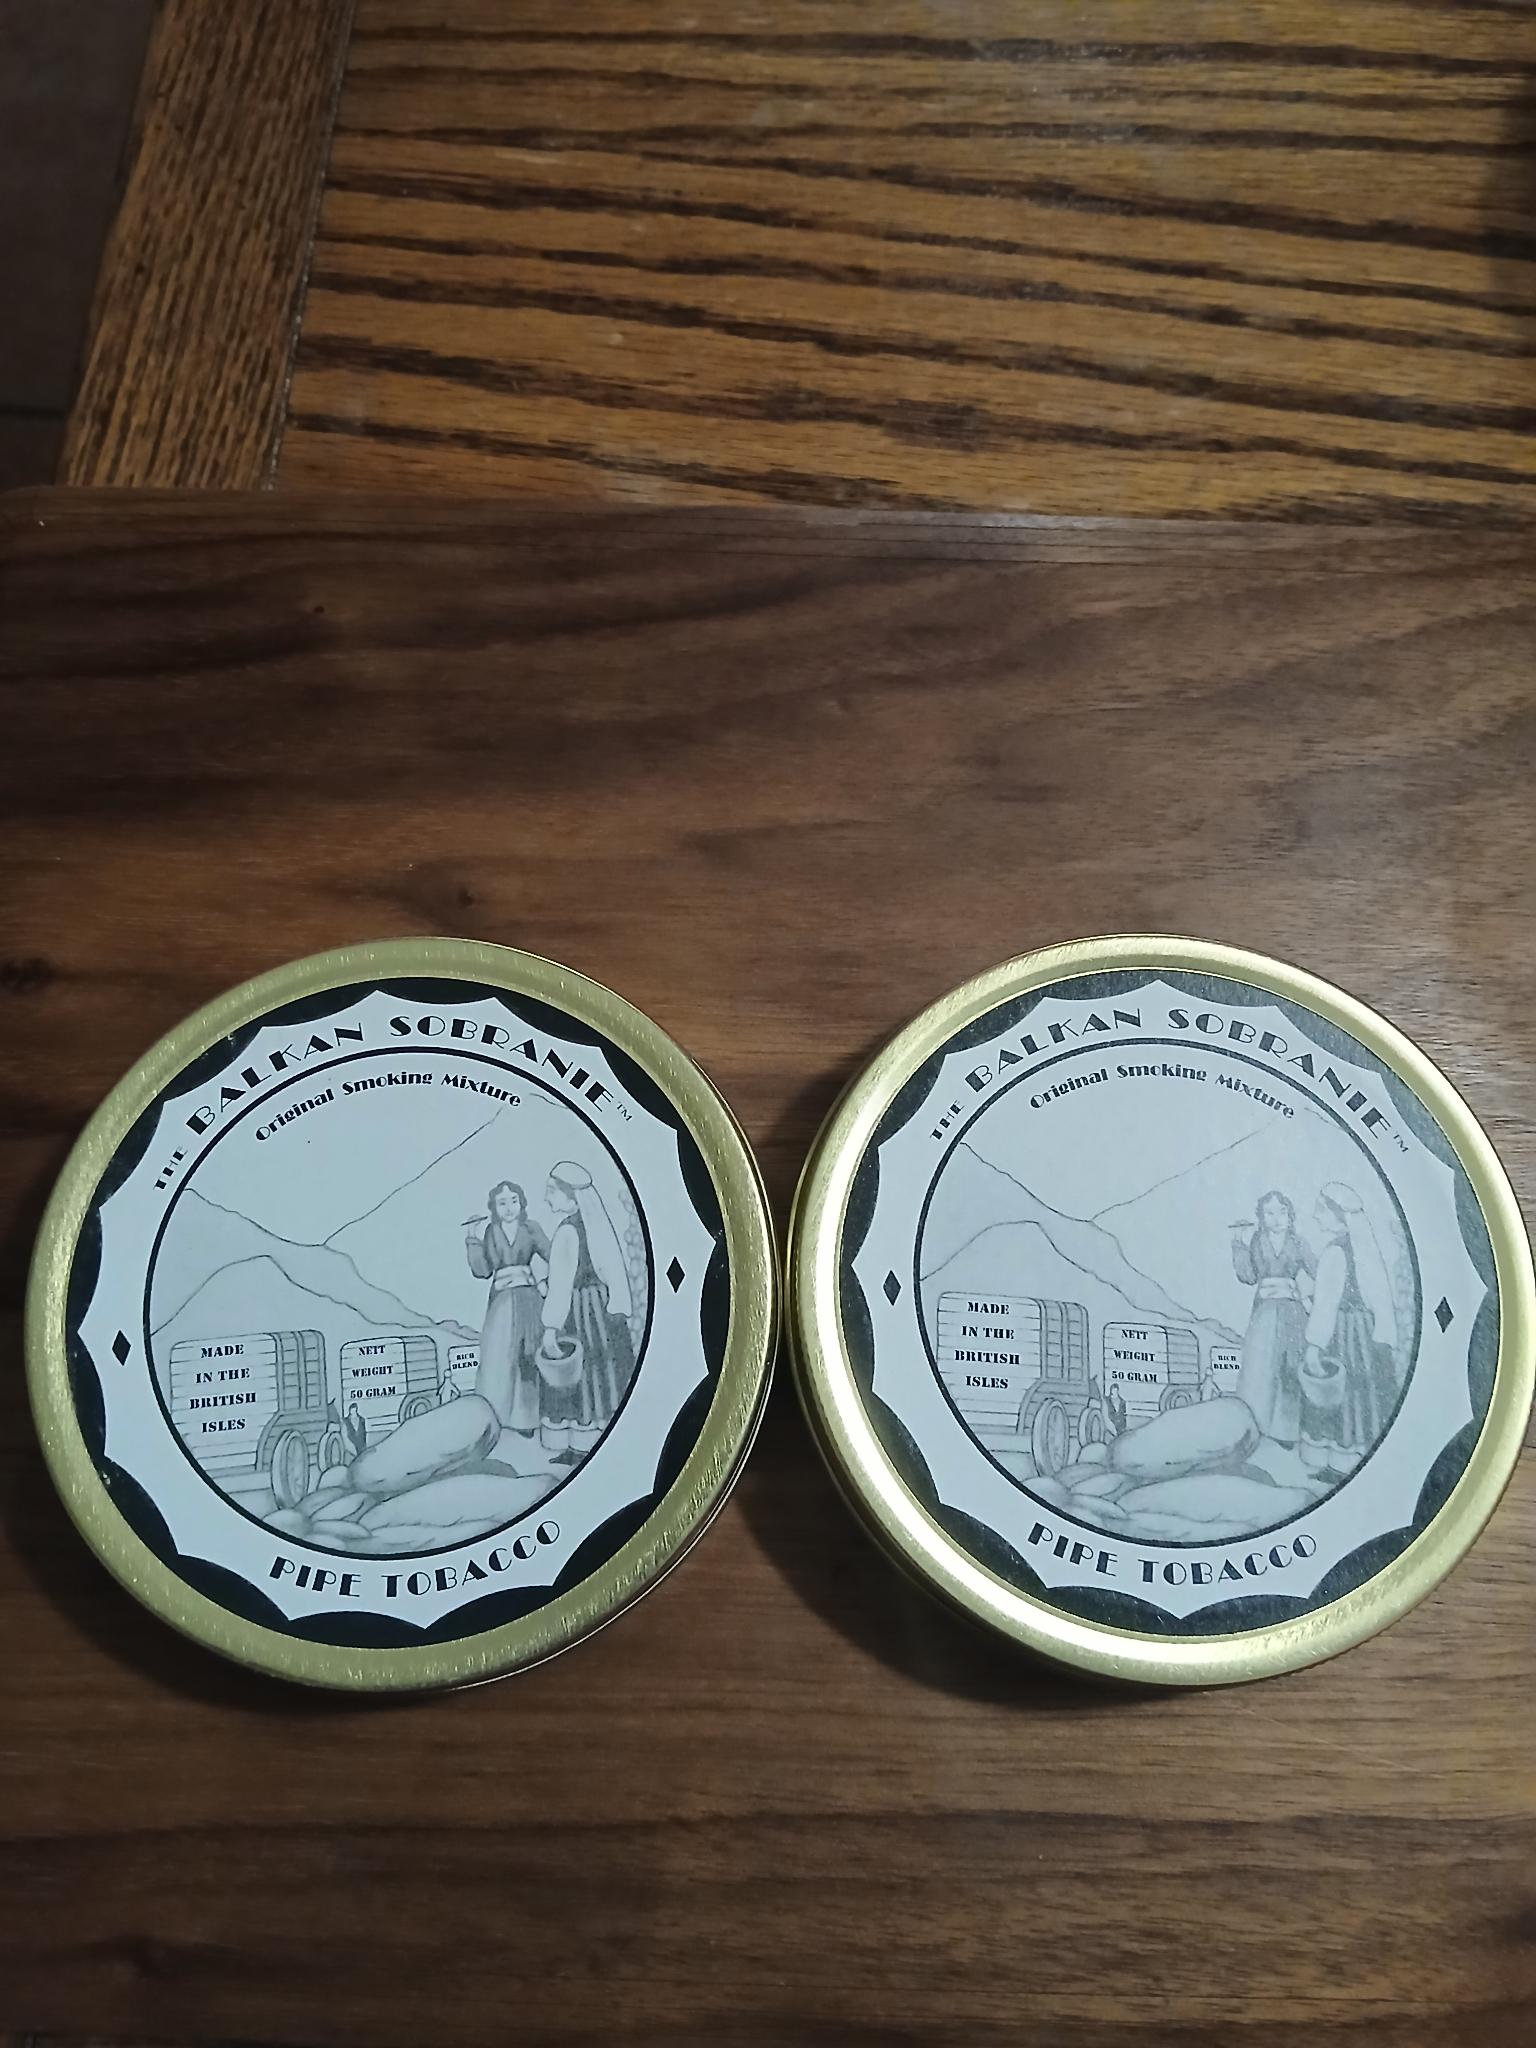 THE BALKAN SOBRANIE™
Original Smoking Mixture
MADE
IN THE
BRITISH
ISLES
NETT
WEIGHT
50 GRAM
RICH
BLEND
PIPE TOBACCO
THE BALKAN SOBRANIE™
Original Smoking Mixture
MADE
IN THE
BRITISH
ISLES
NETT
WEIGHT
50 GRAM
RICH
BLEND
PIPE TOBACCO